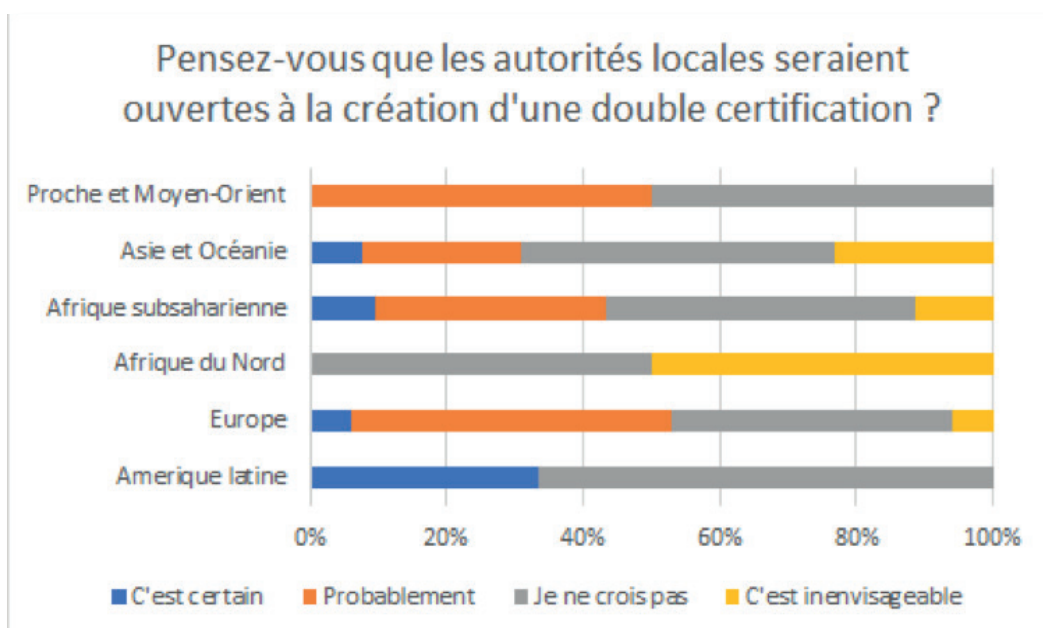 Pensez-vous que les autorités locales seraient
ouvertes à la création d'une double certification ?
Proche et Moyen-Orient
Asie et Océanie
Afrique subsaharienne
Afrique du Nord
Europe
Amerique latine
0% 20% 40% 60% 80% 100%
C'est certain Probablement Je ne crois pas C'est inenvisageable